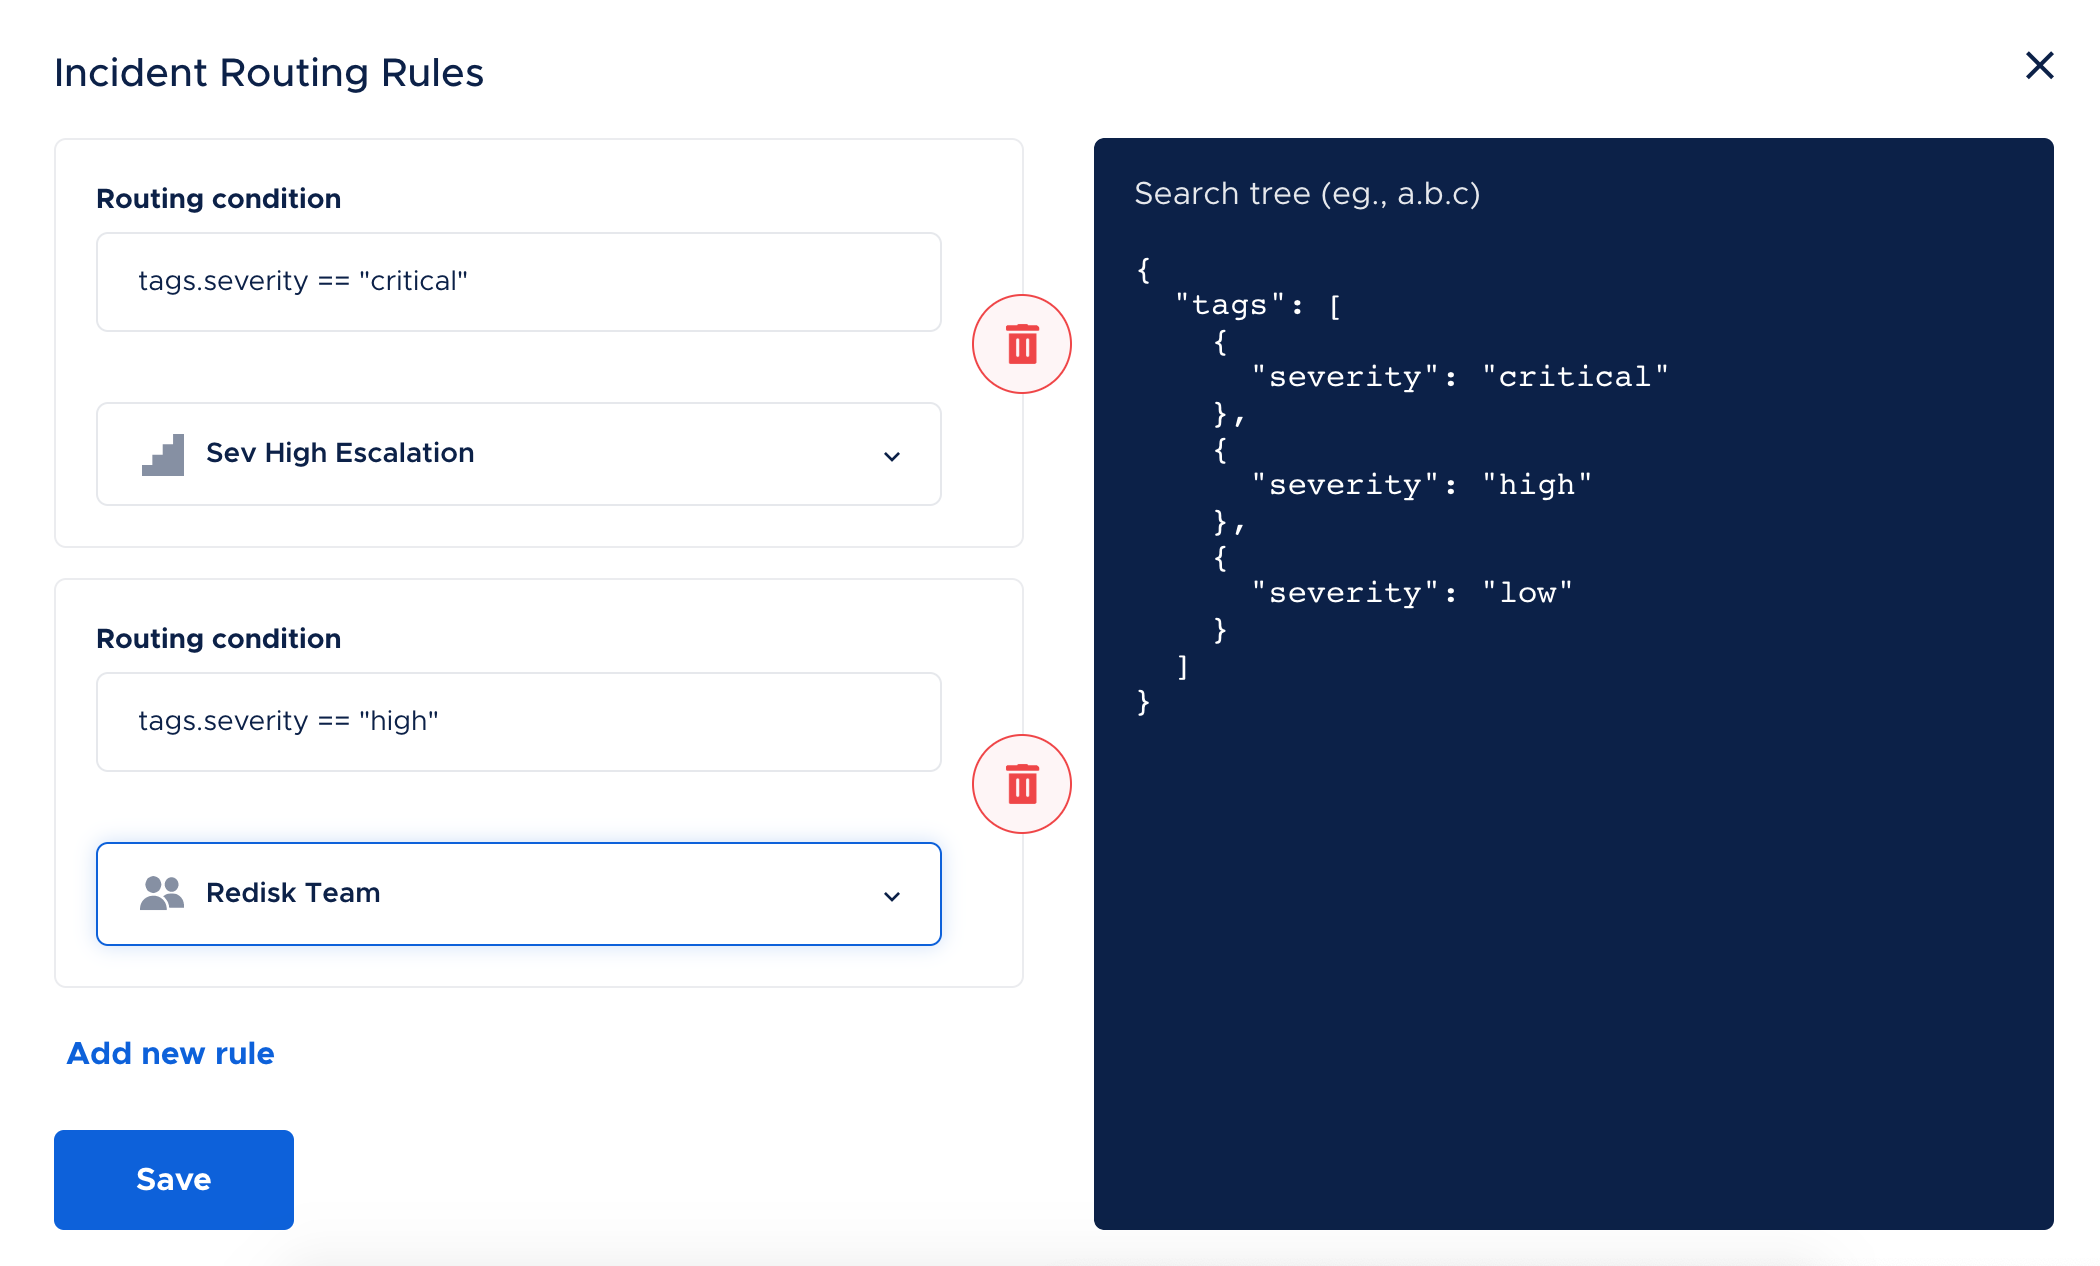 Incident Routing Rules
Routing condition
tags.severity == "critical"
Sev High Escalation
Routing condition
tags.severity == "high"
Redisk Team
Add new rule
Save
Search tree (eg., a.b.c)
{
"tags": [
{
"severity": "critical"
},
{
"severity": "high"
},
{
"severity": "low"
}
]
}